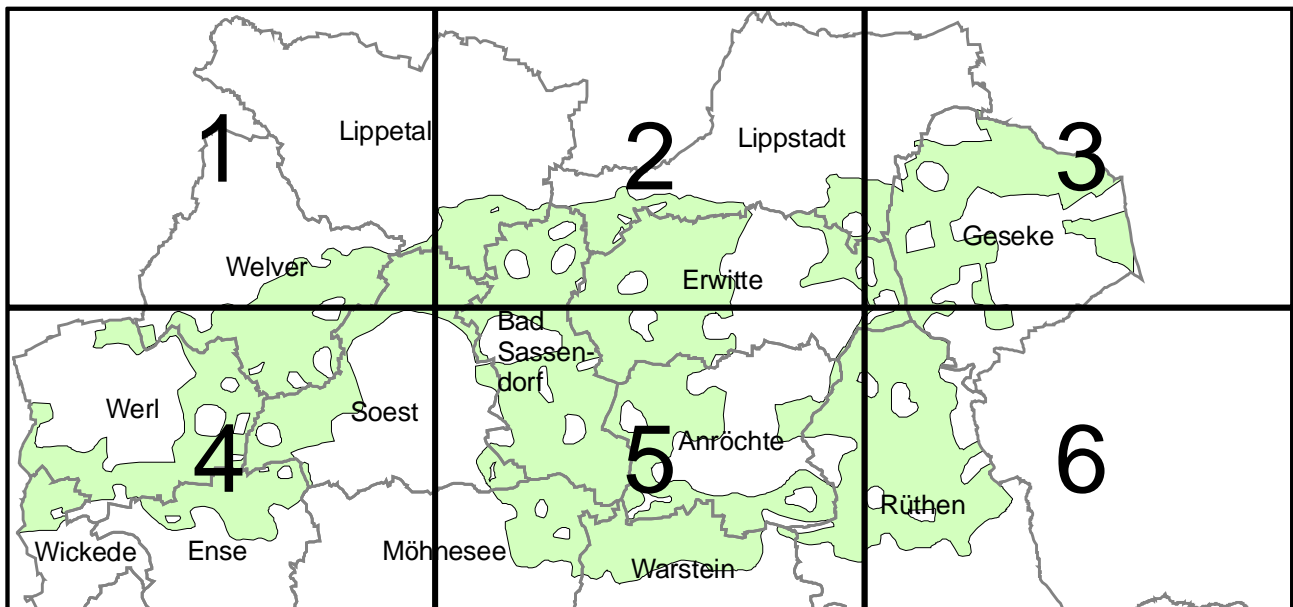 1
Lippetal
2
Lippstadt
3
Geseke
Welver
Erwitte
Bad
Sassen-
dorf
Werl
Soest
4
5
Anröchte
6
Rüthen
Wickede
Ense
Möhnesee
Warstein